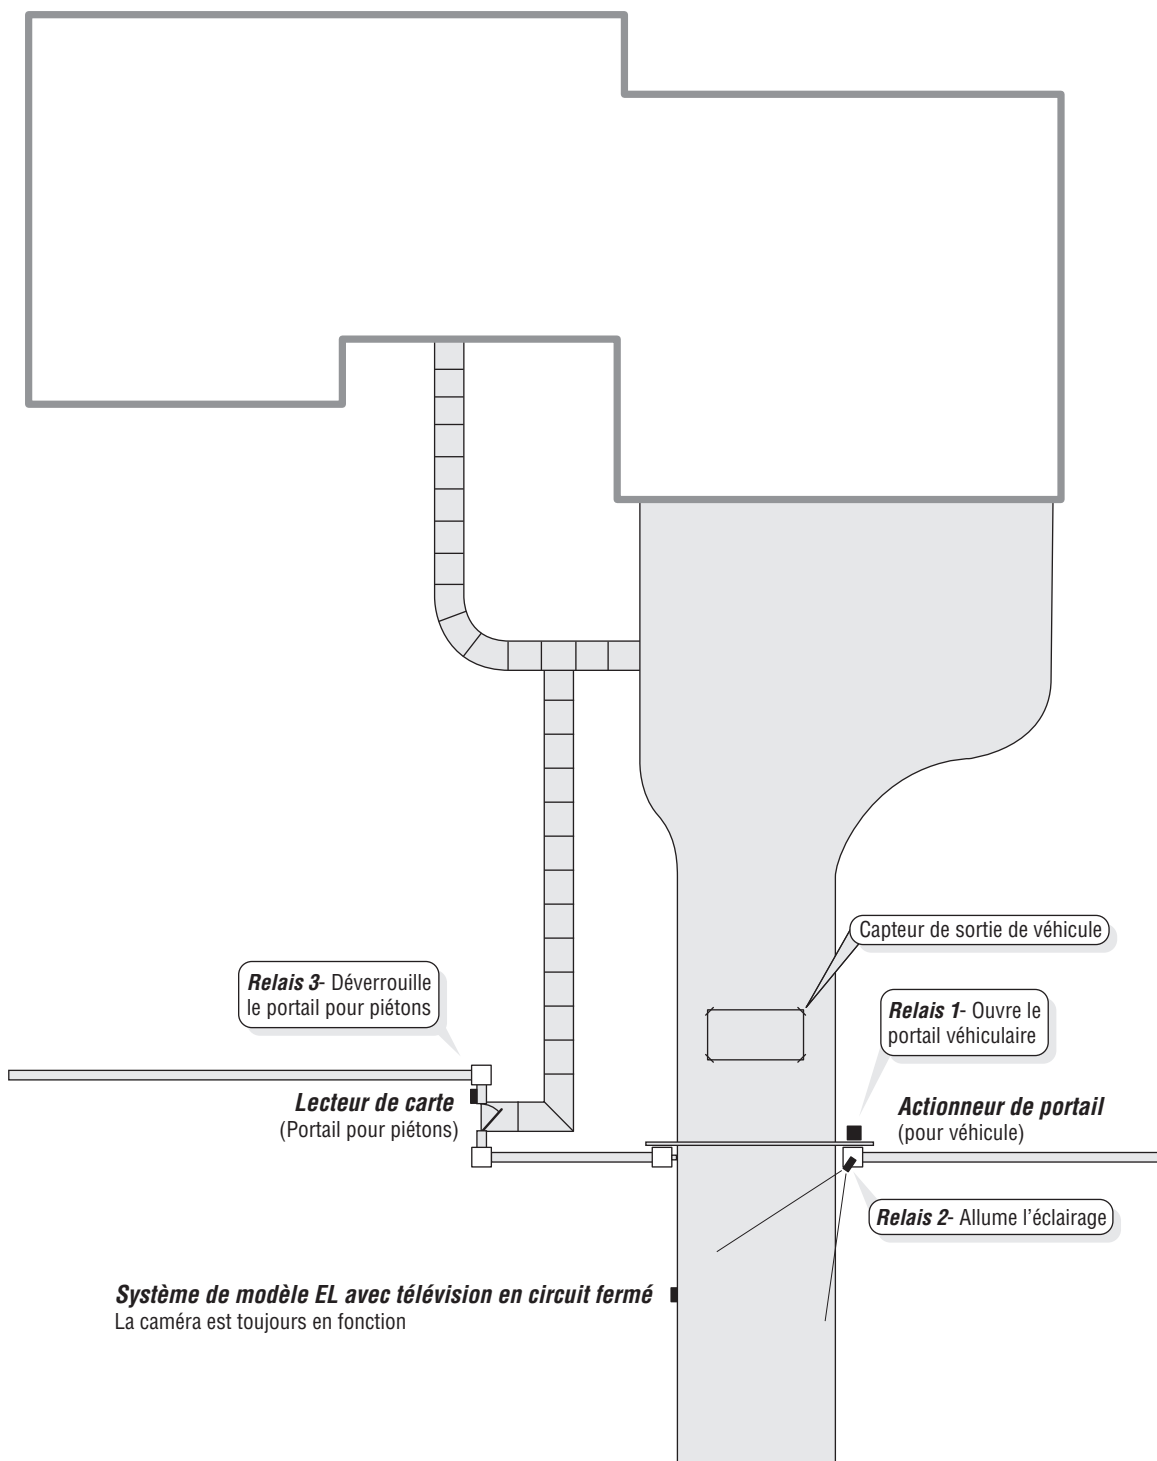 Capteur de sortie de véhicule
Relais 3- Déverrouille
le portail pour piétons
Relais 1- Ouvre le
portail véhiculaire
Lecteur de carte
(Portail pour piétons)
Actionneur de portail
(pour véhicule)
Relais 2- Allume l’éclairage
Système de modèle EL avec télévision en circuit fermé
La caméra est toujours en fonction